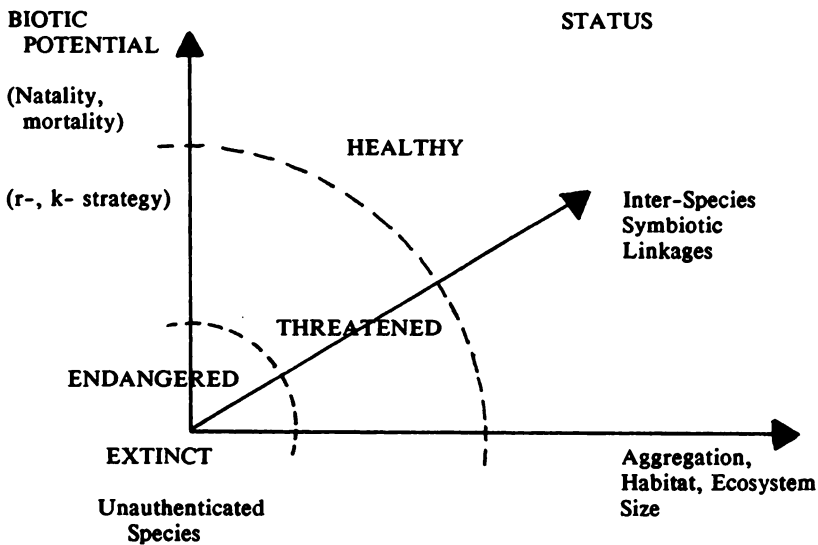 BIOTIC
POTENTIAL
STATUS
(Natality,
mortality)
HEALTHY
(r-, k- strategy)
Inter-Species
Symbiotic
Linkages
THREATENED
ENDANGERED
EXTINCT
Aggregation,
Habitat, Ecosystem
Size
Unauthenticated
Species